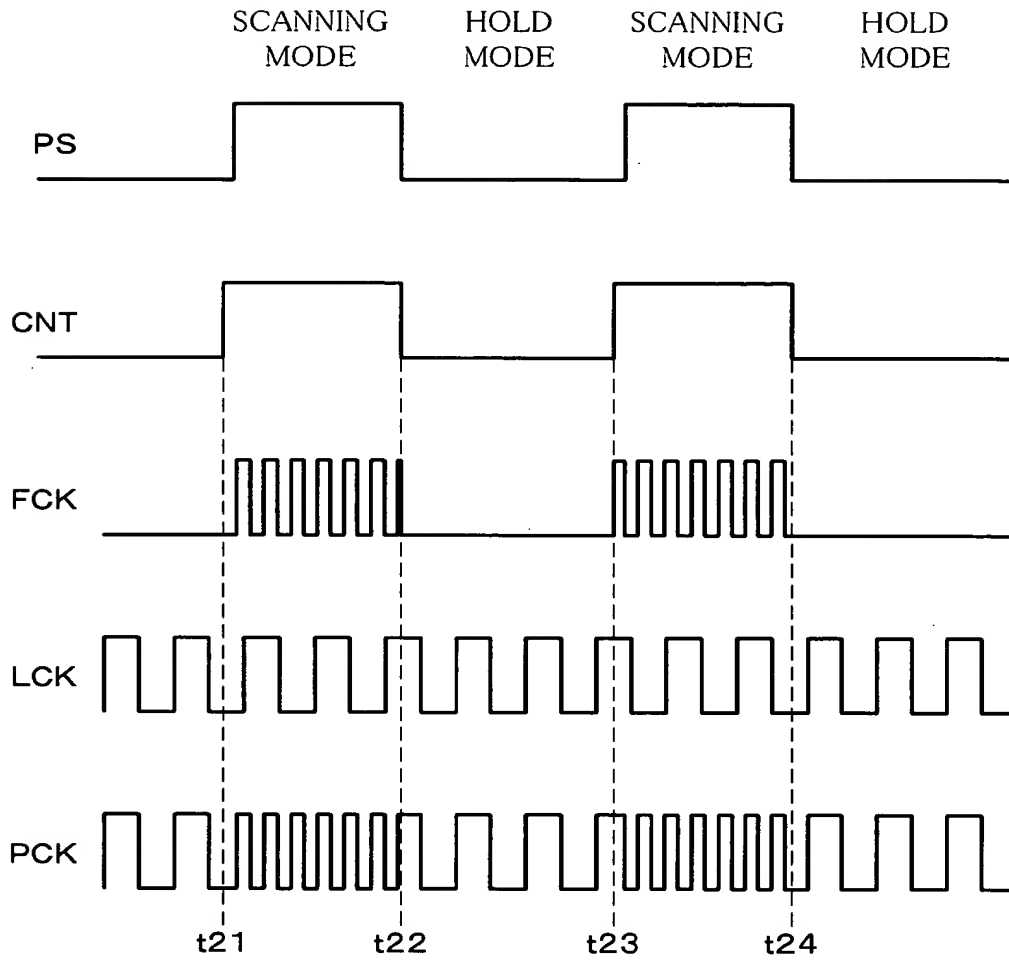 SCANNING MODE
HOLD MODE
SCANNING MODE
HOLD MODE
PS
CNT
FCK
LCK
PCK
t21 t22 t23 t24